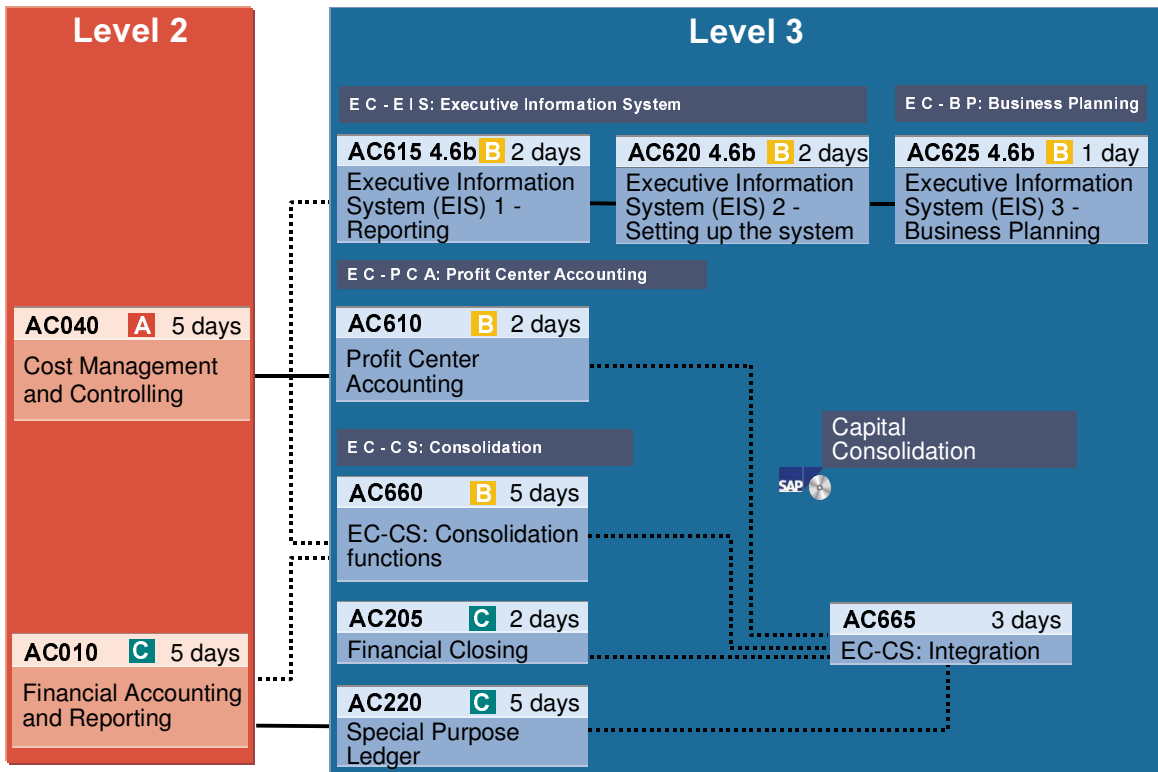 Level 2
Level 3
E C - E I S: Executive Information System
E C - B P: Business Planning
AC615 4.6b B 2 days
Executive Information
System (EIS) 1 -
Reporting
AC620 4.6b B 2 days
Executive Information
System (EIS) 2 -
Setting up the system
AC625 4.6b B 1 day
Executive Information
System (EIS) 3 -
Business Planning
E C - P C A: Profit Center Accounting
AC040 A 5 days
Cost Management
and Controlling
AC610 B 2 days
Profit Center
Accounting
Capital
Consolidation
SAP
E C - C S: Consolidation
AC660 B 5 days
EC-CS: Consolidation
functions
AC205 C 2 days
Financial Closing
AC665 3 days
EC-CS: Integration
AC010 C 5 days
Financial Accounting
and Reporting
AC220 C 5 days
Special Purpose
Ledger